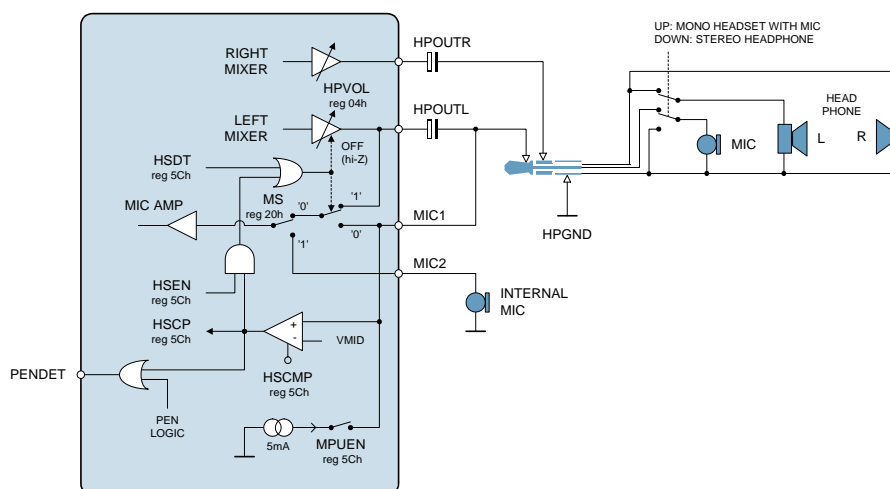 UP: MONO HEADSET WITH MIC
DOWN: STEREO HEADPHONE
HPOUTR
RIGHT
MIXER
HPVOL
reg 04h
HPOUTL
LEFT
MIXER
OFF
(hi-Z)
HEAD
PHONE
L
R
MIC
HSDT
reg 5Ch
MS
reg 20h
'0'
'1'
MIC AMP
'0'
'1'
MIC1
HPGND
MIC2
HSEN
reg 5Ch
INTERNAL
MIC
HSCP
reg 5Ch
+
-
VMID
HSCMP
reg 5Ch
PENDET
PEN
LOGIC
5mA
MPUEN
reg 5Ch